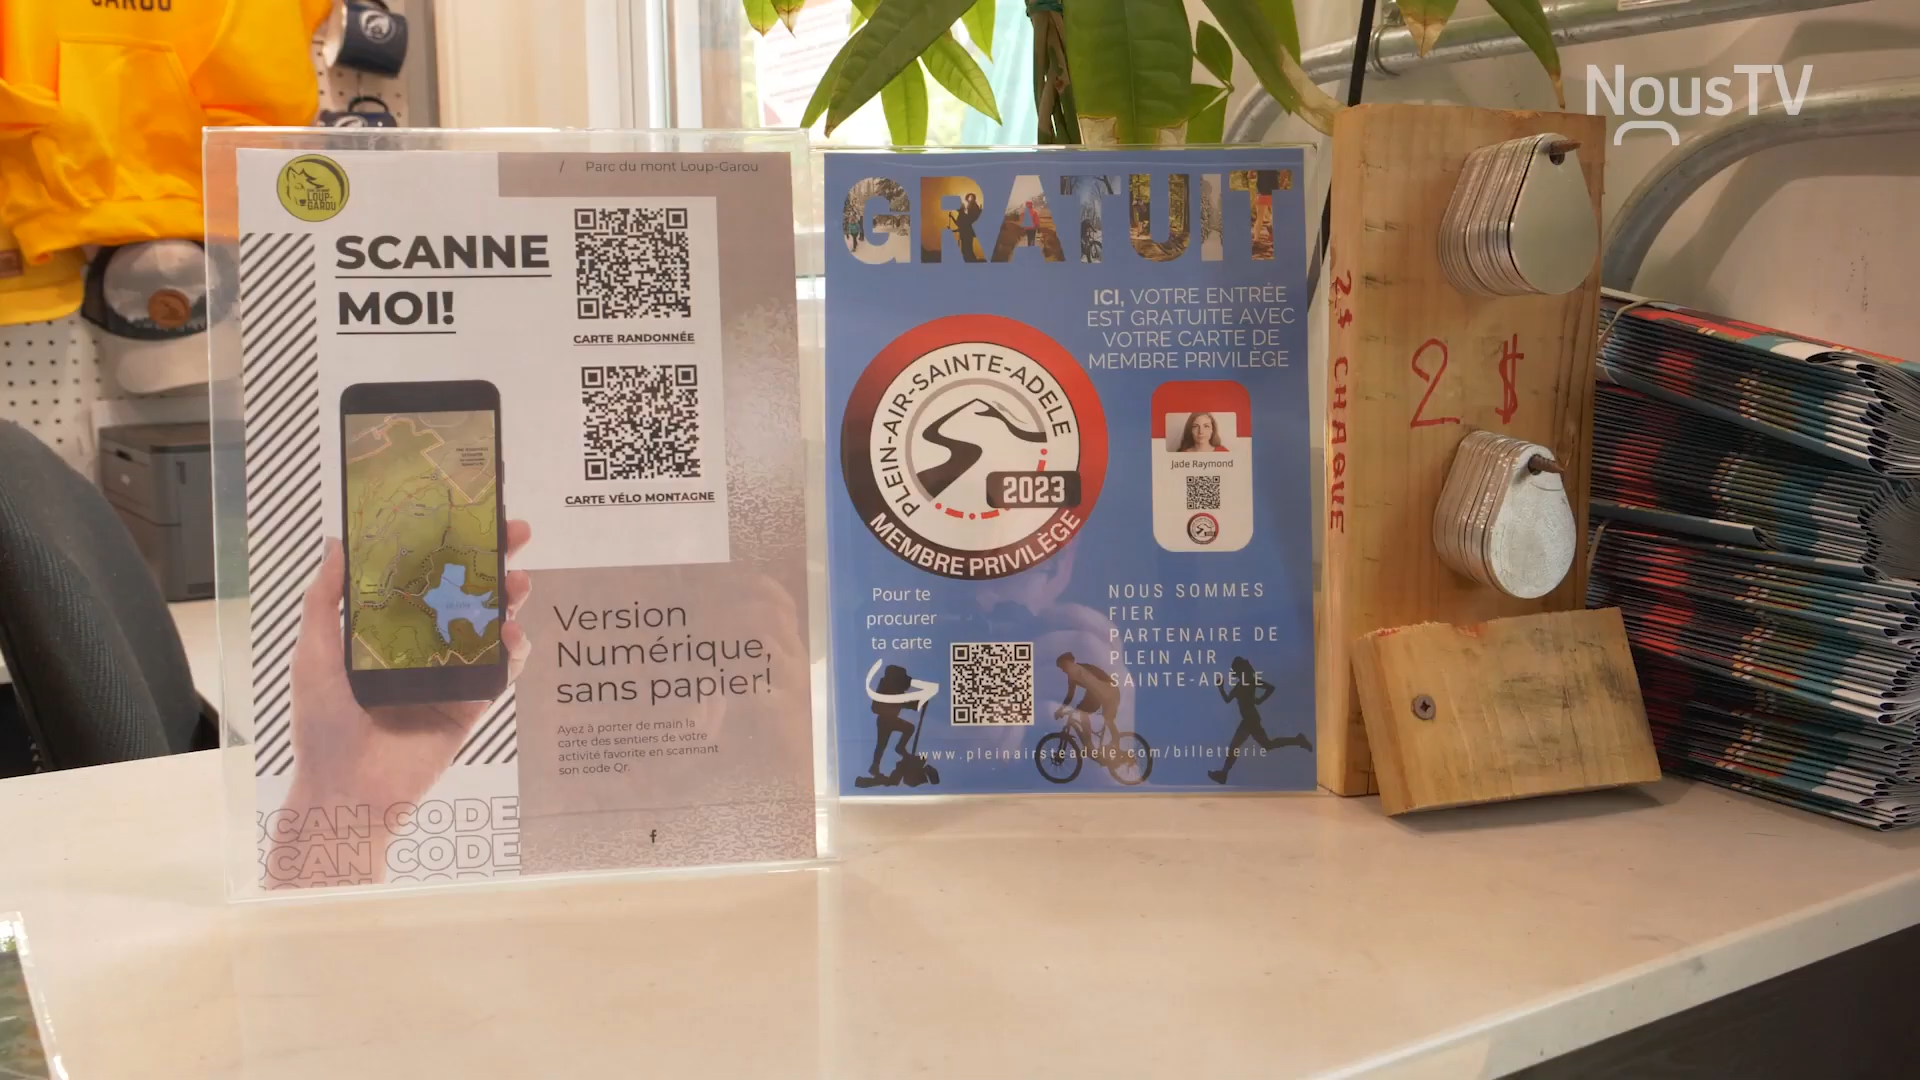 GAROU
NousTV
/ Parc du mont Loup-Garou
LOUP-
GAROU
SCANNE
MOI!
CARTE RANDONNÉE
CARTE VÉLO MONTAGNE
Version
Numérique,
sans papier!
Ayez à porter de main la
carte des sentiers de votre
activité favorite en scannant
son code Qr.
SCAN CODE
SCAN CODE
SCAN CODE
f
GRATUIT
ICI, VOTRE ENTRÉE
EST GRATUITE AVEC
VOTRE CARTE DE
MEMBRE PRIVILÈGE
PLEIN-AIR-SAINTE-ADELE
2023
MEMBRE PRIVILÈGE
Jade Raymond
Pour te
procurer
ta carte
NOUS SOMMES
FIER
PARTENAIRE DE
PLEIN AIR
SAINTE-ADÈLE
www.pleinairsteadele.com/billetterie
2$ CHAQUE
2 $